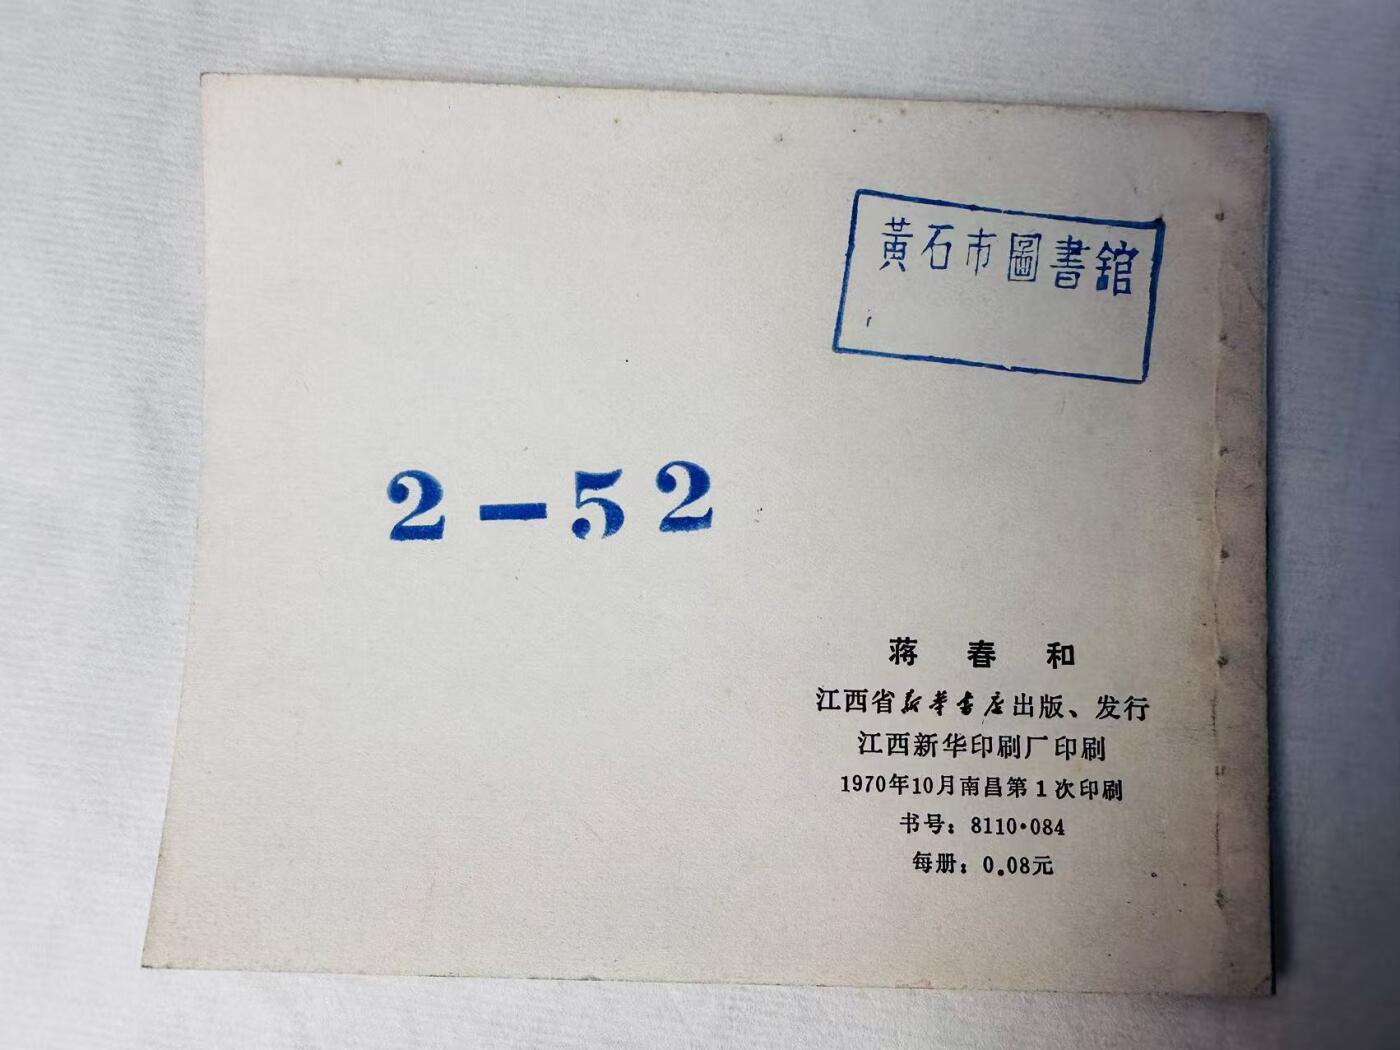 黃石市圖書館
2-52
蒋春和
江西省新华书店出版、发行
江西新华印刷厂印刷
1970年10月南昌第1次印刷
书号：8110·084
每册：0.08元